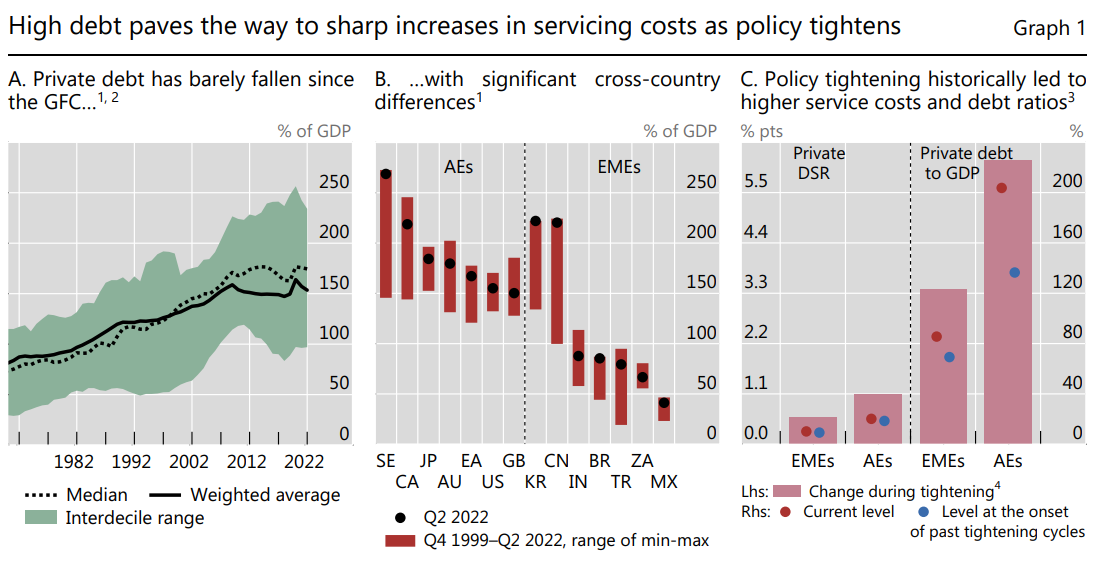 High debt paves the way to sharp increases in servicing costs as policy tightens
Graph 1
A. Private debt has barely fallen since
the GFC…1, 2
% of GDP
250
200
150
100
50
0
1982 1992 2002 2012 2022
Median Weighted average
Interdecile range
B. …with significant cross-country
differences1
% of GDP
AEs EMEs
250
200
150
100
50
0
SE JP EA GB CN BR ZA
CA AU US KR IN TR MX
Q2 2022
Q4 1999–Q2 2022, range of min-max
C. Policy tightening historically led to
higher service costs and debt ratios3
% pts %
Private
DSR
Private debt
to GDP
5.5 200
4.4 160
3.3 120
2.2 80
1.1 40
0.0 0
EMEs AEs EMEs AEs
Lhs: Change during tightening4
Rhs: Current level Level at the onset
of past tightening cycles